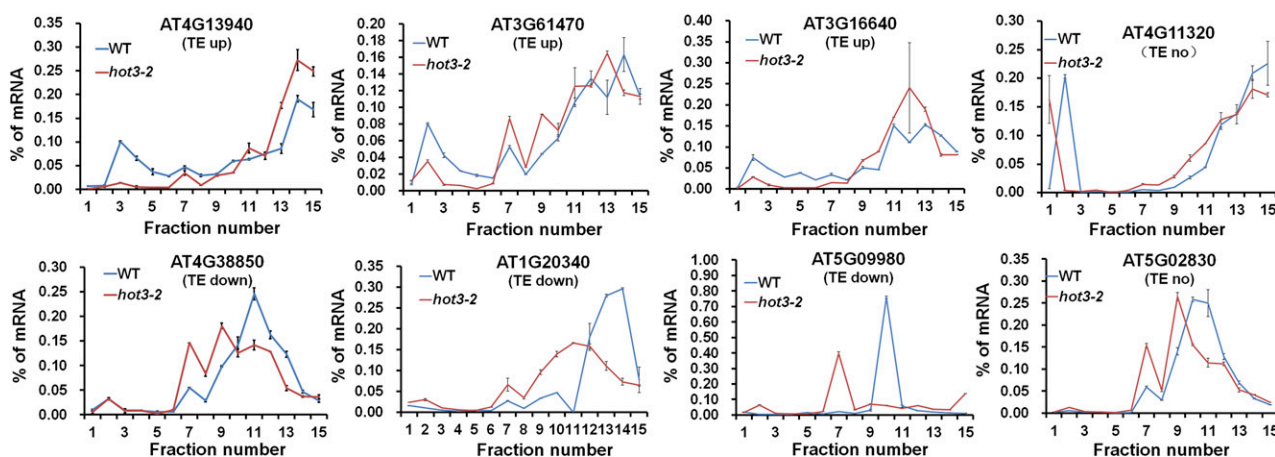 AT4G13940
(TE up)
WT
hot3-2
% of mRNA
0.35
0.30
0.25
0.20
0.15
0.10
0.05
0.00
1 3 5 7 9 11 13 15
Fraction number
AT3G61470
(TE up)
WT
hot3-2
% of mRNA
0.20
0.18
0.16
0.14
0.12
0.10
0.08
0.06
0.04
0.02
0.00
1 3 5 7 9 11 13 15
Fraction number
AT3G16640
(TE up)
WT
hot3-2
% of mRNA
0.40
0.35
0.30
0.25
0.20
0.15
0.10
0.05
0.00
1 3 5 7 9 11 13 15
Fraction number
AT4G11320
(TE no)
WT
hot3-2
% of mRNA
0.30
0.25
0.20
0.15
0.10
0.05
0.00
1 3 5 7 9 11 13 15
Fraction number
AT4G38850
(TE down)
WT
hot3-2
% of mRNA
0.30
0.25
0.20
0.15
0.10
0.05
0.00
1 3 5 7 9 11 13 15
Fraction number
AT1G20340
(TE down)
WT
hot3-2
% of mRNA
0.35
0.30
0.25
0.20
0.15
0.10
0.05
0.00
1 2 3 4 5 6 7 8 9 10 11 12 13 14 15
Fraction number
AT5G09980
(TE down)
WT
hot3-2
% of mRNA
1.00
0.90
0.80
0.70
0.60
0.50
0.40
0.30
0.20
0.10
0.00
1 3 5 7 9 11 13 15
Fraction number
AT5G02830
(TE no)
WT
hot3-2
% of mRNA
0.35
0.30
0.25
0.20
0.15
0.10
0.05
0.00
1 3 5 7 9 11 13 15
Fraction number